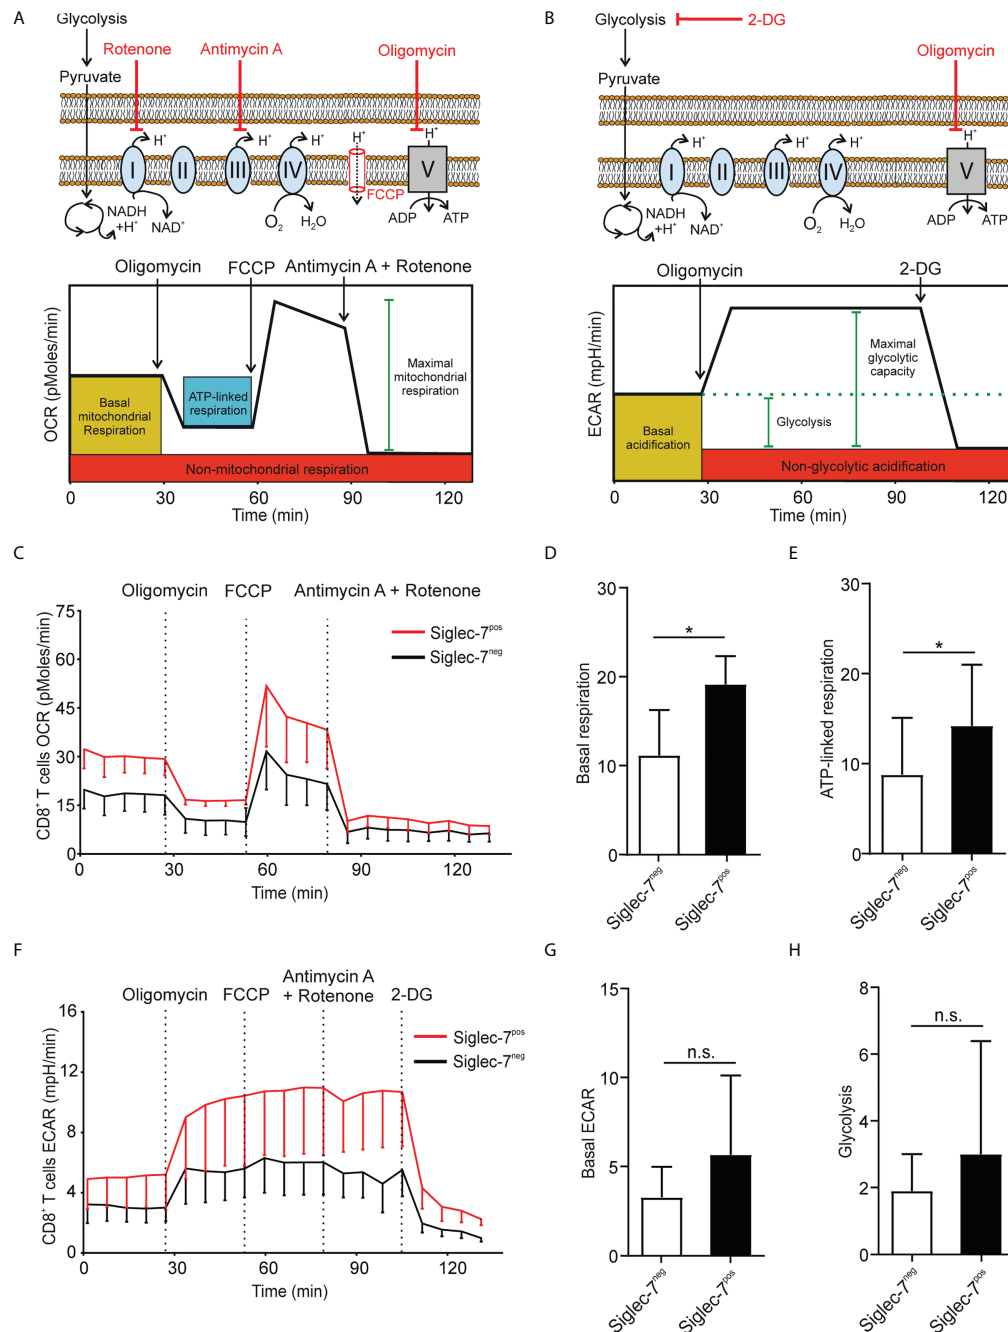 A
Glycolysis
Rotenone
Antimycin A
Oligomycin
Pyruvate
H⁺
H⁺
H⁺
H⁺
H⁺
I
II
III
IV
V
FCCP
NADH
+H⁺
NAD⁺
O₂
H₂O
ADP
ATP
Oligomycin
FCCP
Antimycin A + Rotenone
OCR (pMoles/min)
Basal
mitochondrial
Respiration
ATP-linked
respiration
Maximal
mitochondrial
respiration
Non-mitochondrial respiration
0
30
60
90
120
Time (min)
B
Glycolysis
2-DG
Oligomycin
Pyruvate
H⁺
H⁺
H⁺
H⁺
I
II
III
IV
V
NADH
+H⁺
NAD⁺
O₂
H₂O
ADP
ATP
Oligomycin
2-DG
ECAR (mpH/min)
Basal
acidification
Glycolysis
Maximal
glycolytic
capacity
Non-glycolytic acidification
0
30
60
90
120
Time (min)
C
Oligomycin
FCCP
Antimycin A + Rotenone
CD8⁺ T cells OCR (pMoles/min)
75
60
45
30
15
0
Siglec-7ᵖᵒˢ
Siglec-7ⁿᵉᵍ
0
30
60
90
120
Time (min)
D
Basal respiration
30
20
10
0
*
Siglec-7ⁿᵉᵍ
Siglec-7ᵖᵒˢ
E
ATP-linked respiration
30
20
10
0
*
Siglec-7ⁿᵉᵍ
Siglec-7ᵖᵒˢ
F
Oligomycin
FCCP
Antimycin A
+ Rotenone
2-DG
CD8⁺ T cells ECAR (mpH/min)
16
12
8
4
0
Siglec-7ᵖᵒˢ
Siglec-7ⁿᵉᵍ
0
30
60
90
120
Time (min)
G
Basal ECAR
15
10
5
0
n.s.
Siglec-7ⁿᵉᵍ
Siglec-7ᵖᵒˢ
H
Glycolysis
8
6
4
2
0
n.s.
Siglec-7ⁿᵉᵍ
Siglec-7ᵖᵒˢ